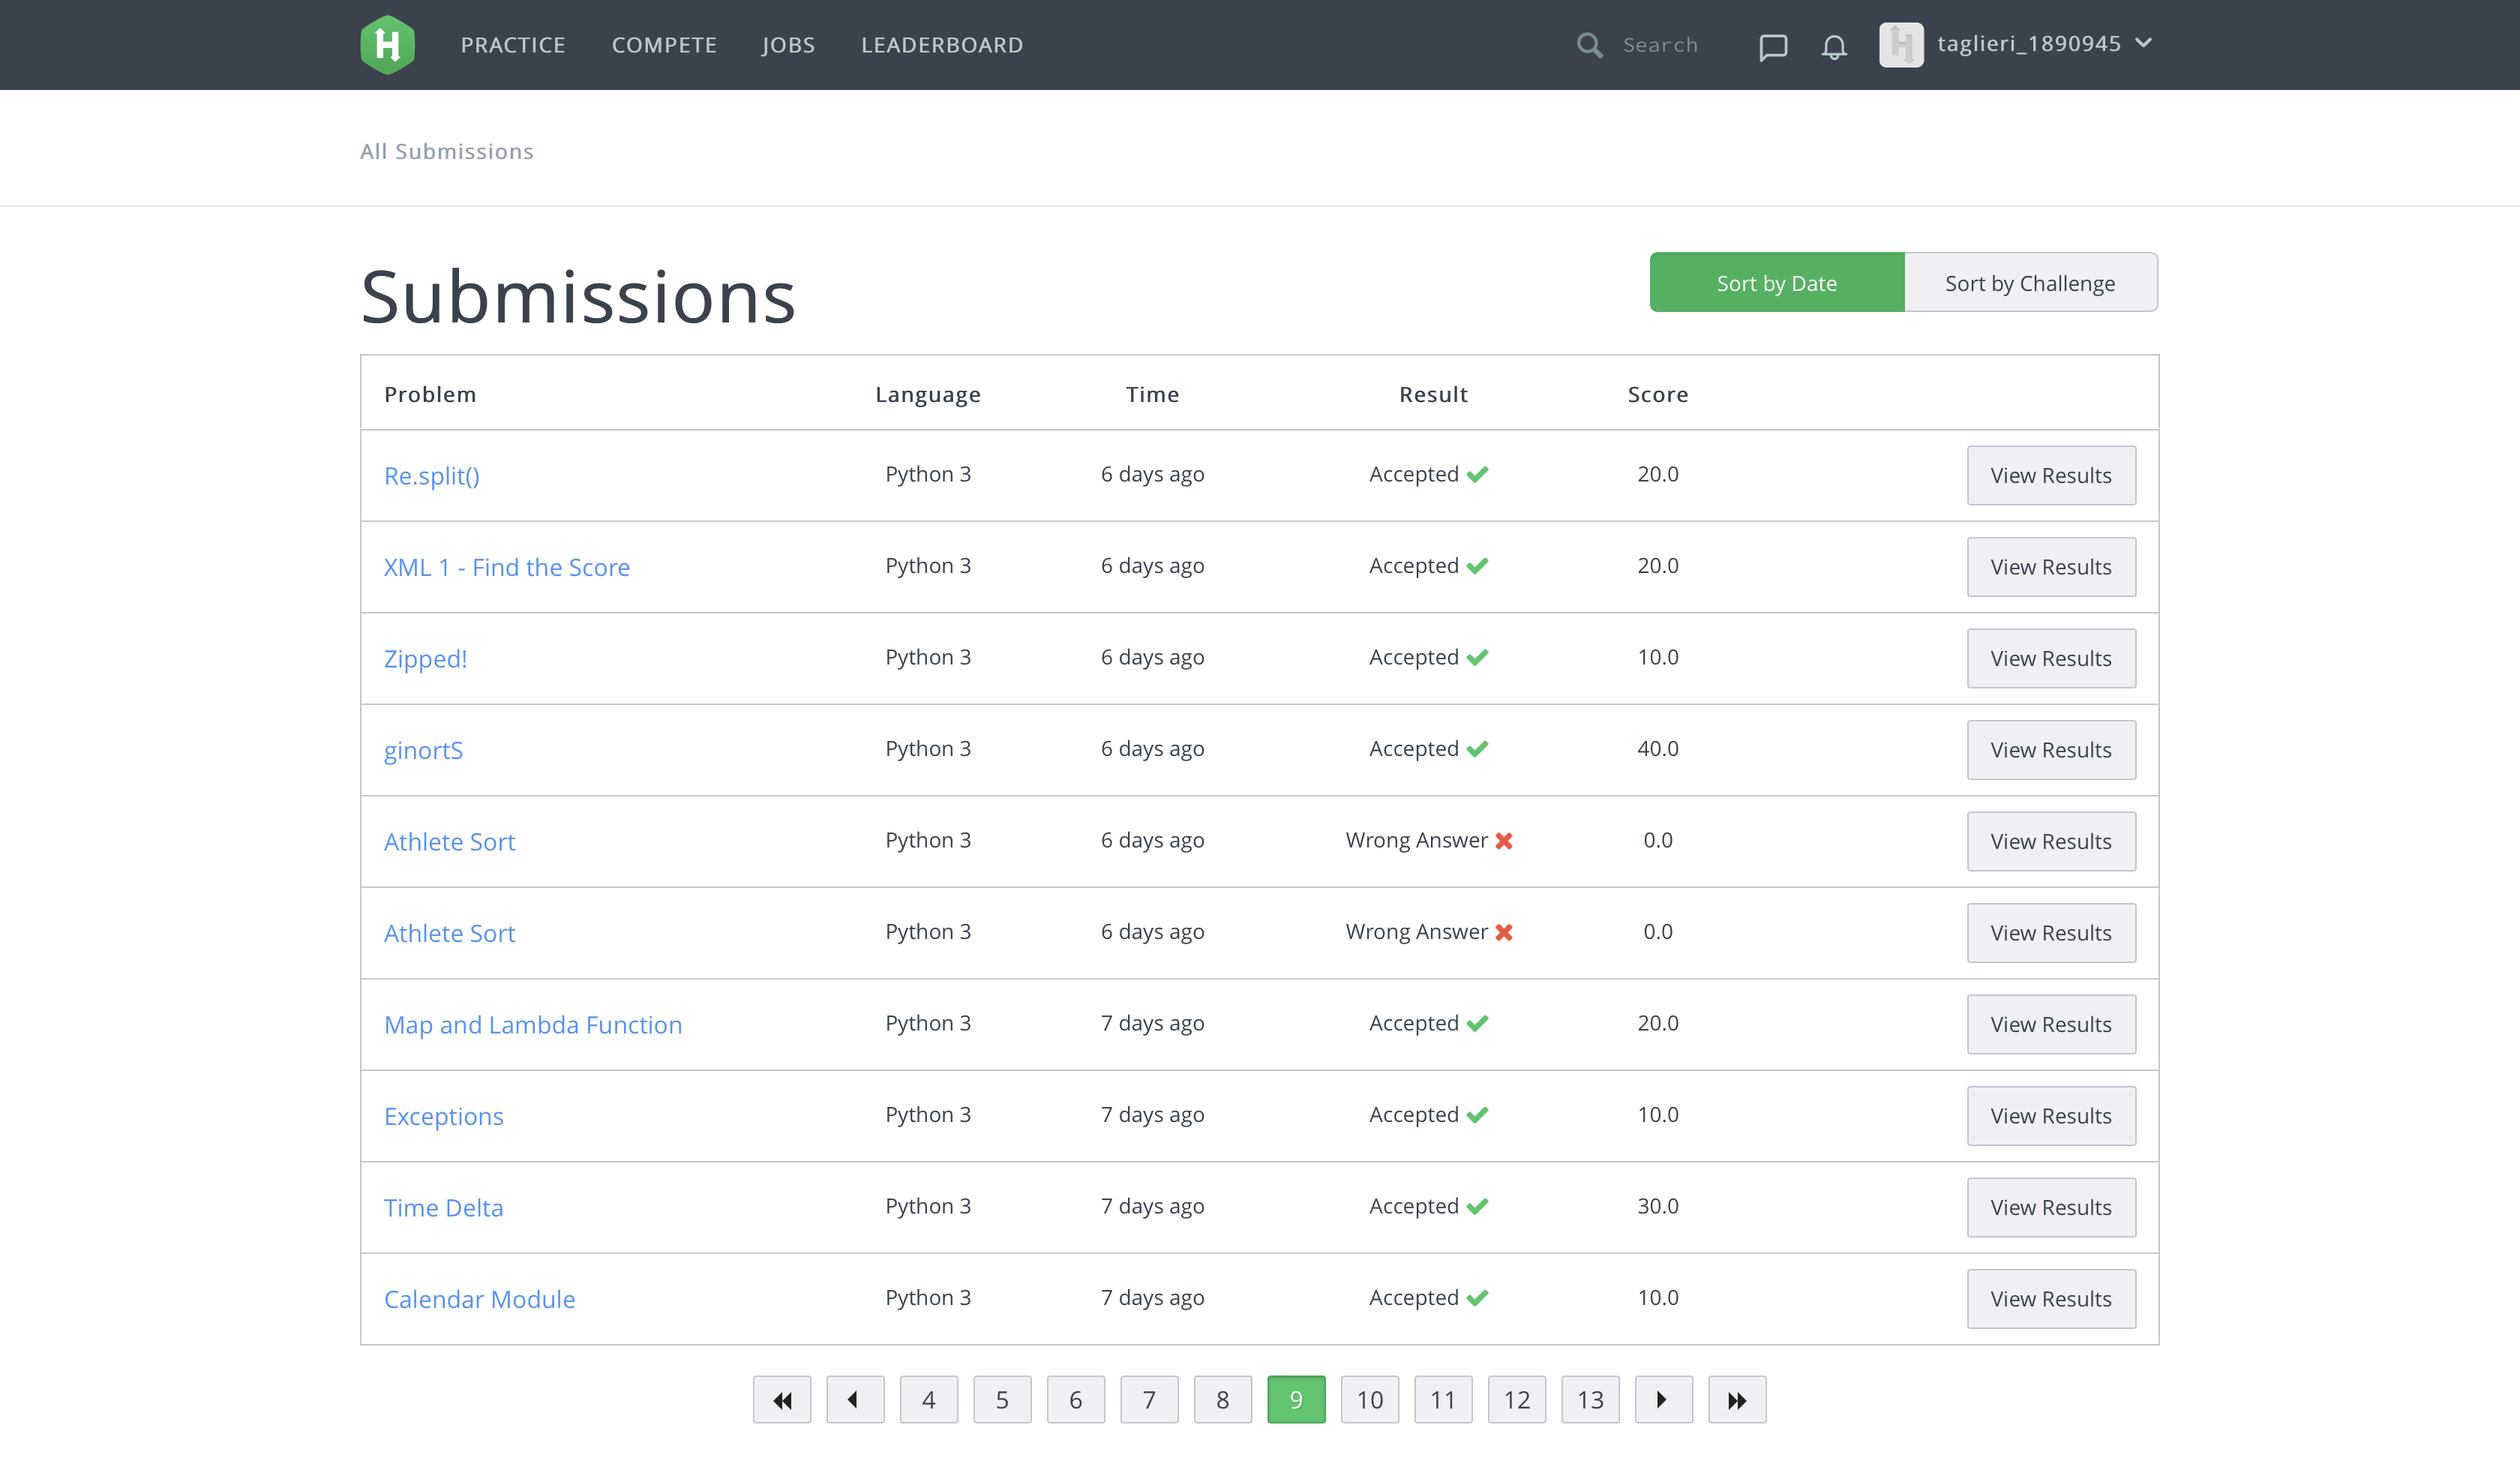 PRACTICE COMPETE JOBS LEADERBOARD Search taglieri_1890945
All Submissions
Submissions Sort by Date Sort by Challenge
Problem Language Time Result Score
Re.split() Python 3 6 days ago Accepted 20.0 View Results
XML 1 - Find the Score Python 3 6 days ago Accepted 20.0 View Results
Zipped! Python 3 6 days ago Accepted 10.0 View Results
ginortS Python 3 6 days ago Accepted 40.0 View Results
Athlete Sort Python 3 6 days ago Wrong Answer 0.0 View Results
Athlete Sort Python 3 6 days ago Wrong Answer 0.0 View Results
Map and Lambda Function Python 3 7 days ago Accepted 20.0 View Results
Exceptions Python 3 7 days ago Accepted 10.0 View Results
Time Delta Python 3 7 days ago Accepted 30.0 View Results
Calendar Module Python 3 7 days ago Accepted 10.0 View Results
4 5 6 7 8 9 10 11 12 13